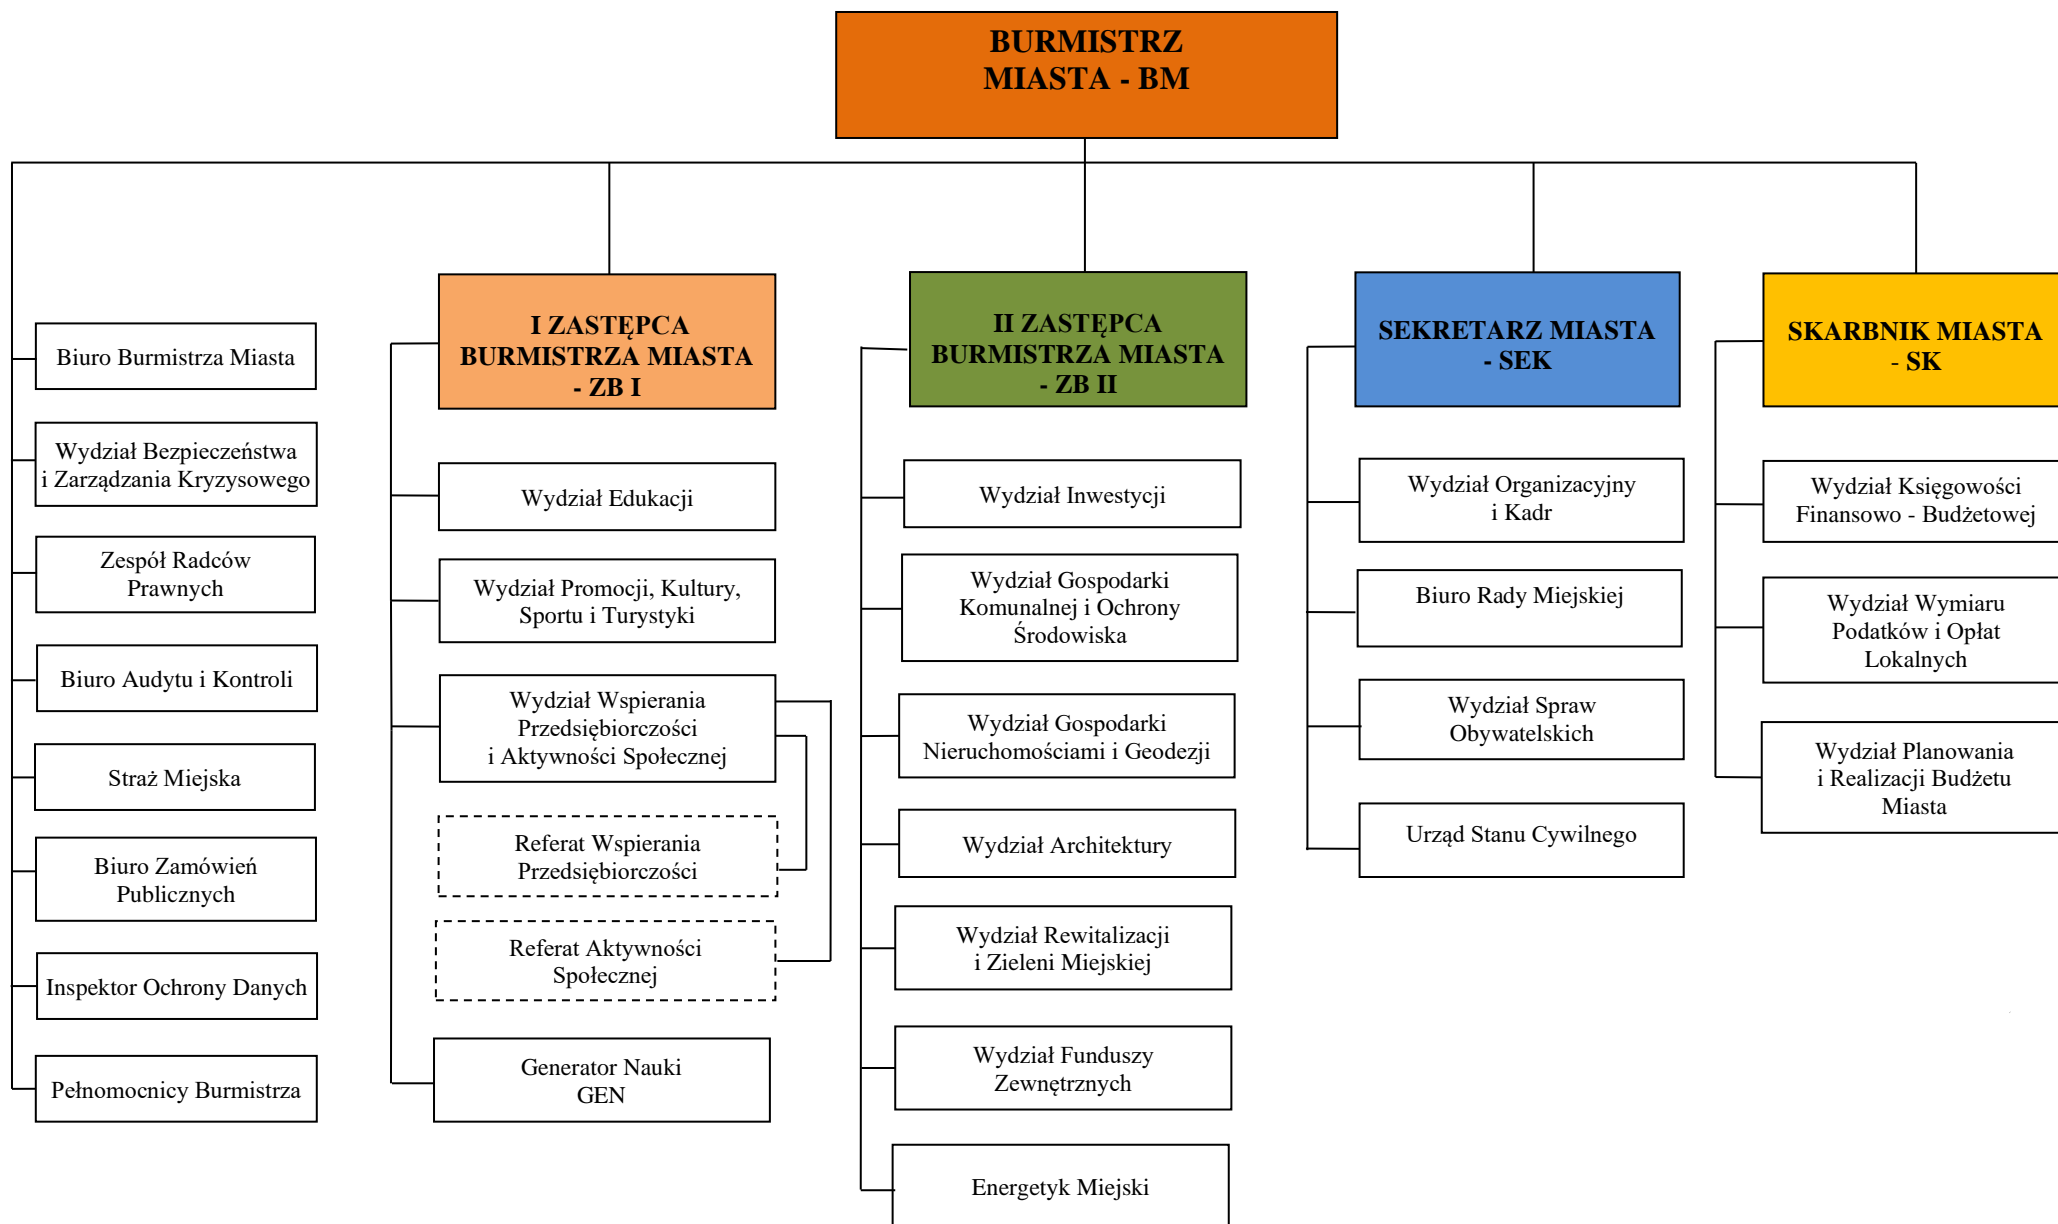 BURMISTRZ
MIASTA - BM
Biuro Burmistrza Miasta
Wydział Bezpieczeństwa
i Zarządzania Kryzysowego
Zespół Radców
Prawnych
Biuro Audytu i Kontroli
Straż Miejska
Biuro Zamówień
Publicznych
Inspektor Ochrony Danych
Pełnomocnicy Burmistrza
I ZASTĘPCA
BURMISTRZA MIASTA
- ZB I
Wydział Edukacji
Wydział Promocji, Kultury,
Sportu i Turystyki
Wydział Wspierania
Przedsiębiorczości
i Aktywności Społecznej
Referat Wspierania
Przedsiębiorczości
Referat Aktywności
Społecznej
Generator Nauki
GEN
II ZASTĘPCA
BURMISTRZA MIASTA
- ZB II
Wydział Inwestycji
Wydział Gospodarki
Komunalnej i Ochrony
Środowiska
Wydział Gospodarki
Nieruchomościami i Geodezji
Wydział Architektury
Wydział Rewitalizacji
i Zieleni Miejskiej
Wydział Funduszy
Zewnętrznych
Energetyk Miejski
SEKRETARZ MIASTA
- SEK
Wydział Organizacyjny
i Kadr
Biuro Rady Miejskiej
Wydział Spraw
Obywatelskich
Urząd Stanu Cywilnego
SKARBNIK MIASTA
- SK
Wydział Księgowości
Finansowo - Budżetowej
Wydział Wymiaru
Podatków i Opłat
Lokalnych
Wydział Planowania
i Realizacji Budżetu
Miasta